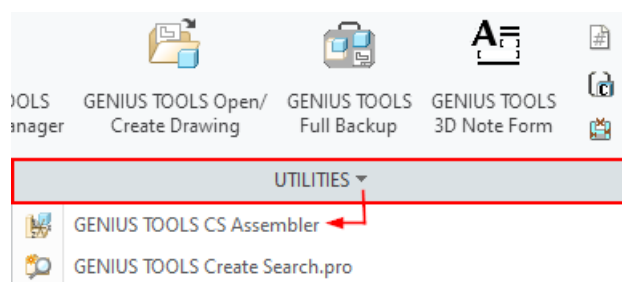 OOLS GENIUS TOOLS Open/ GENIUS TOOLS GENIUS TOOLS
anager Create Drawing Full Backup 3D Note Form
UTILITIES
GENIUS TOOLS CS Assembler
GENIUS TOOLS Create Search.pro